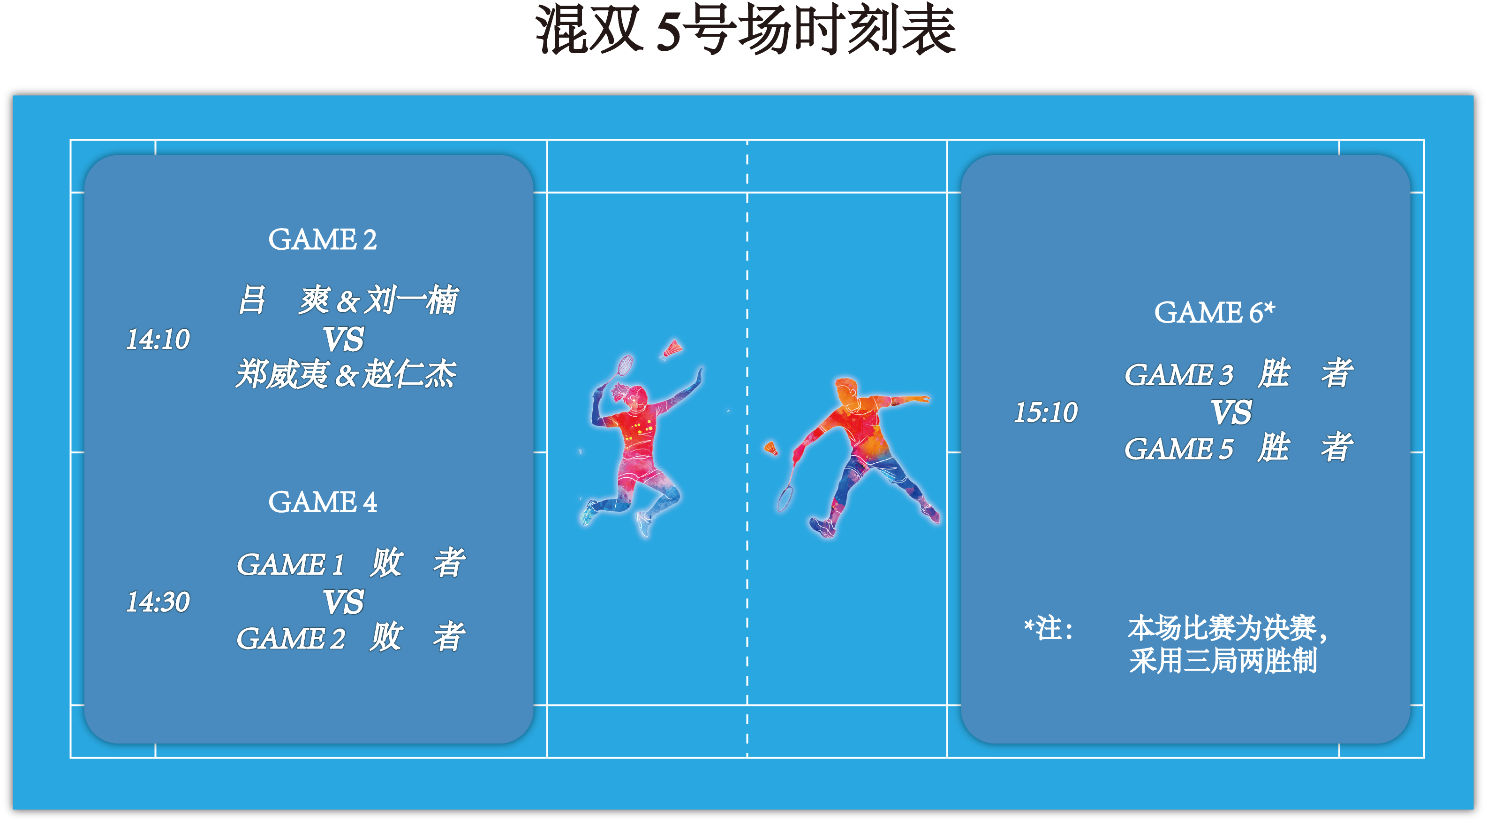 混双 5号场时刻表
GAME 2
吕　爽 & 刘一楠
14:10 VS
郑威夷 & 赵仁杰
GAME 4
GAME 1 败　者
14:30 VS
GAME 2 败　者
GAME 6*
GAME 3 胜　者
15:10 VS
GAME 5 胜　者
*注： 本场比赛为决赛，
采用三局两胜制